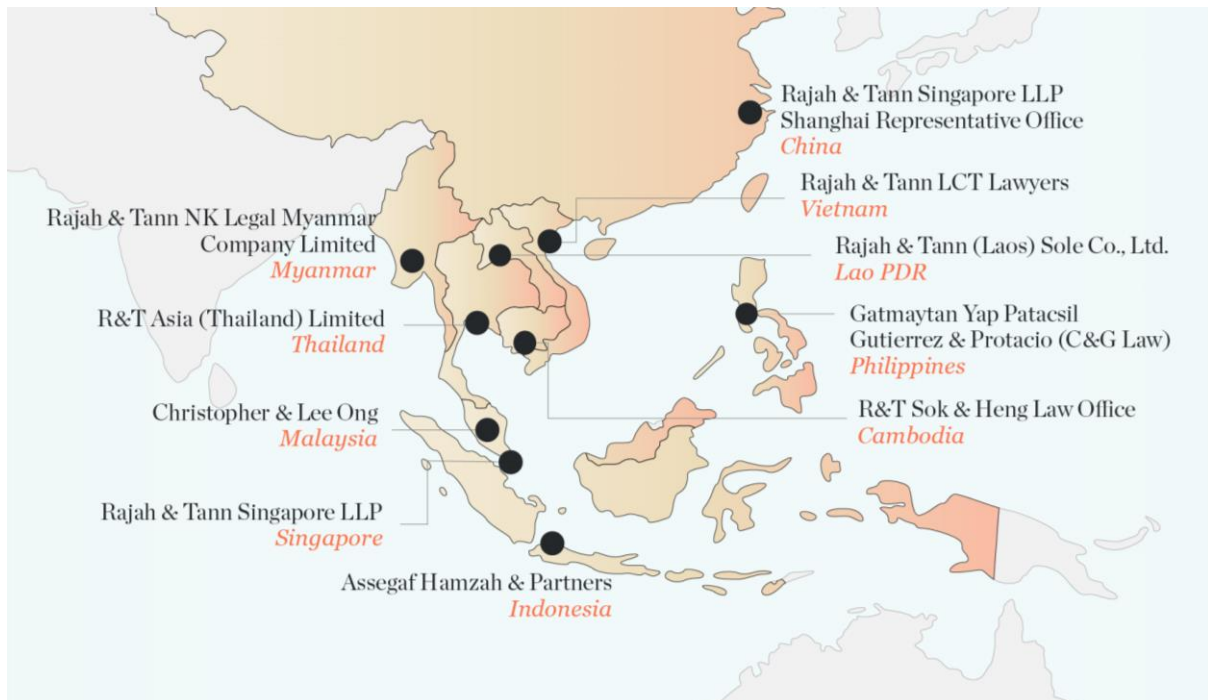 Rajah & Tann Singapore LLP
Shanghai Representative Office
China
Rajah & Tann LCT Lawyers
Vietnam
Rajah & Tann NK Legal Myanmar
Company Limited
Myanmar
Rajah & Tann (Laos) Sole Co., Ltd.
Lao PDR
R&T Asia (Thailand) Limited
Thailand
Gatmaytan Yap Patacsil
Gutierrez & Protacio (C&G Law)
Philippines
Christopher & Lee Ong
Malaysia
R&T Sok & Heng Law Office
Cambodia
Rajah & Tann Singapore LLP
Singapore
Assegaf Hamzah & Partners
Indonesia